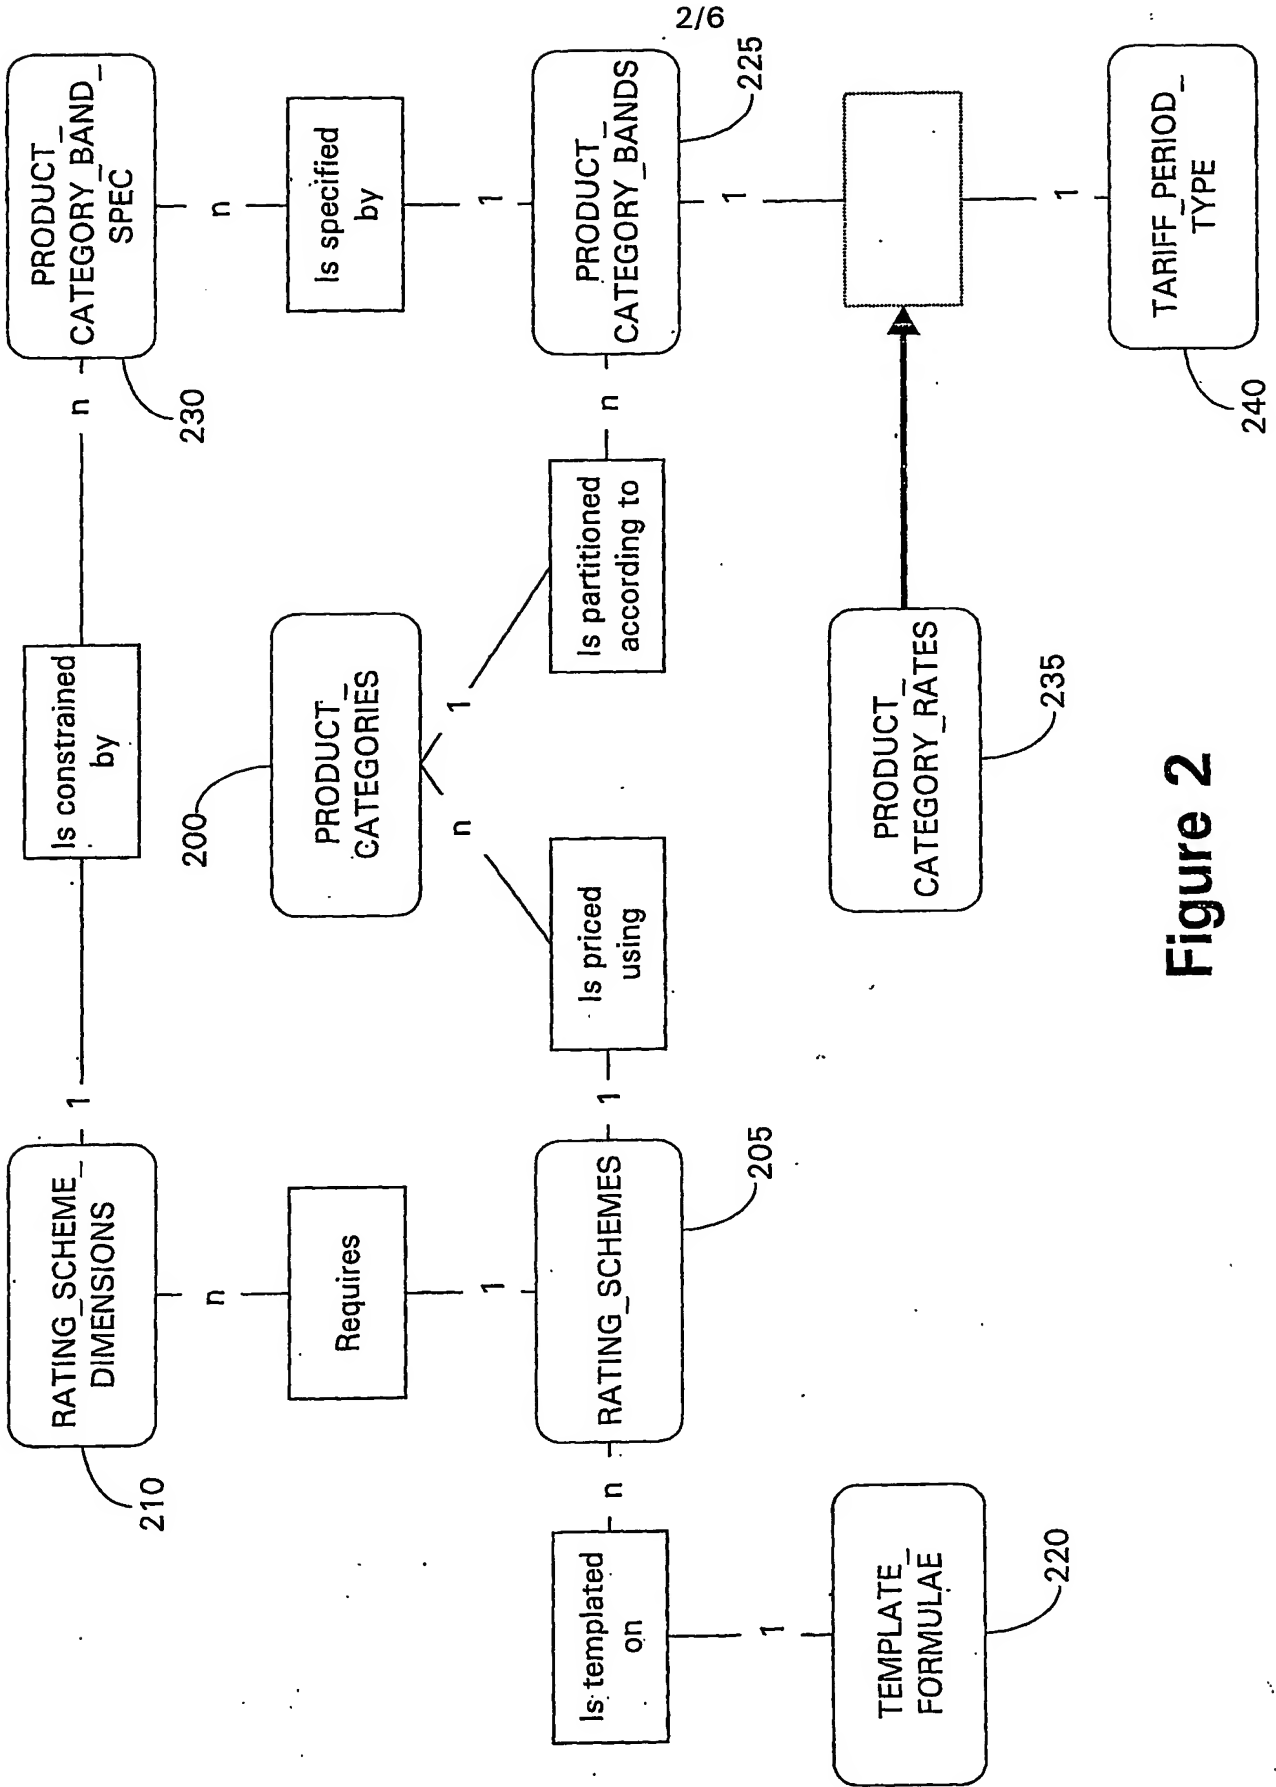 2/6
RATING_SCHEME_
DIMENSIONS
1
Is constrained
by
n
PRODUCT_
CATEGORY_BAND_
SPEC
210
230
n
Requires
1
200
PRODUCT_
CATEGORIES
n
1
n
Is specified
by
1
Is templated
on
n
RATING_SCHEMES
1
Is priced
using
Is partitioned
according to
n
PRODUCT_
CATEGORY_BANDS
205
225
1
1
TEMPLATE_
FORMULAE
220
PRODUCT_
CATEGORY_RATES
235
1
TARIFF_PERIOD_
TYPE
240
Figure 2